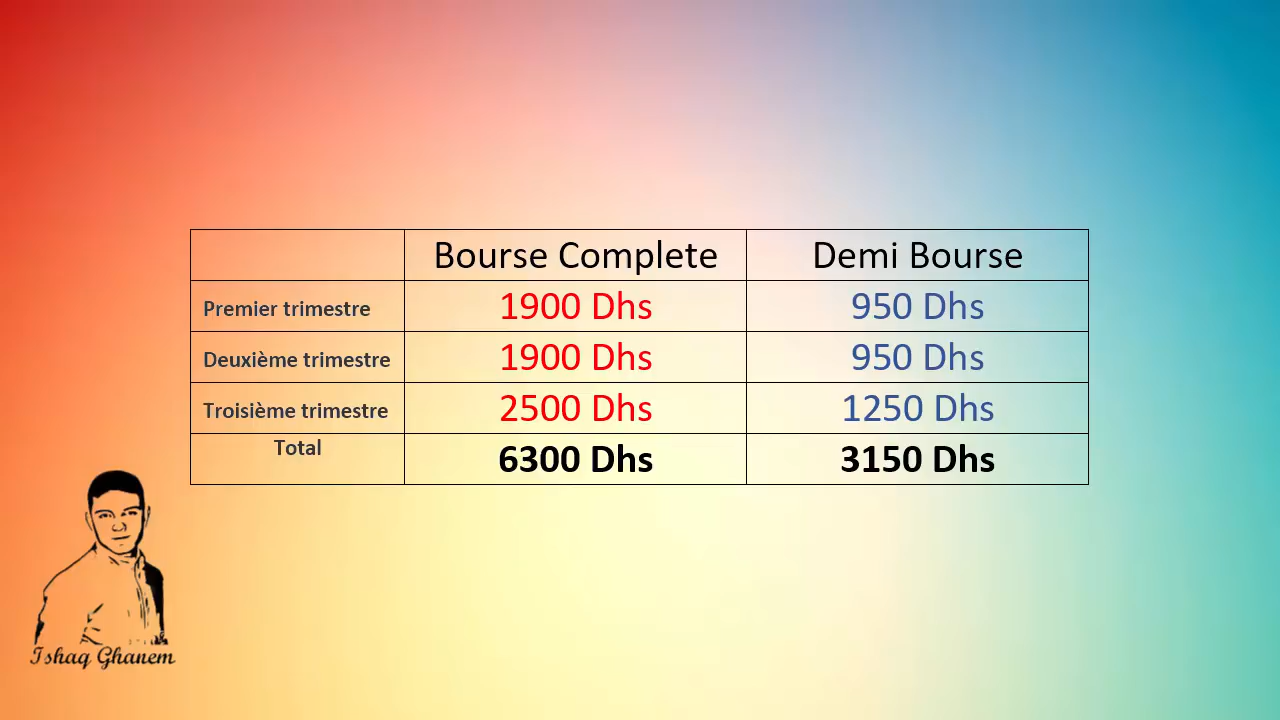 Bourse Complete Demi Bourse
Premier trimestre 1900 Dhs 950 Dhs
Deuxième trimestre 1900 Dhs 950 Dhs
Troisième trimestre 2500 Dhs 1250 Dhs
Total 6300 Dhs 3150 Dhs
Ishaq Ghanem